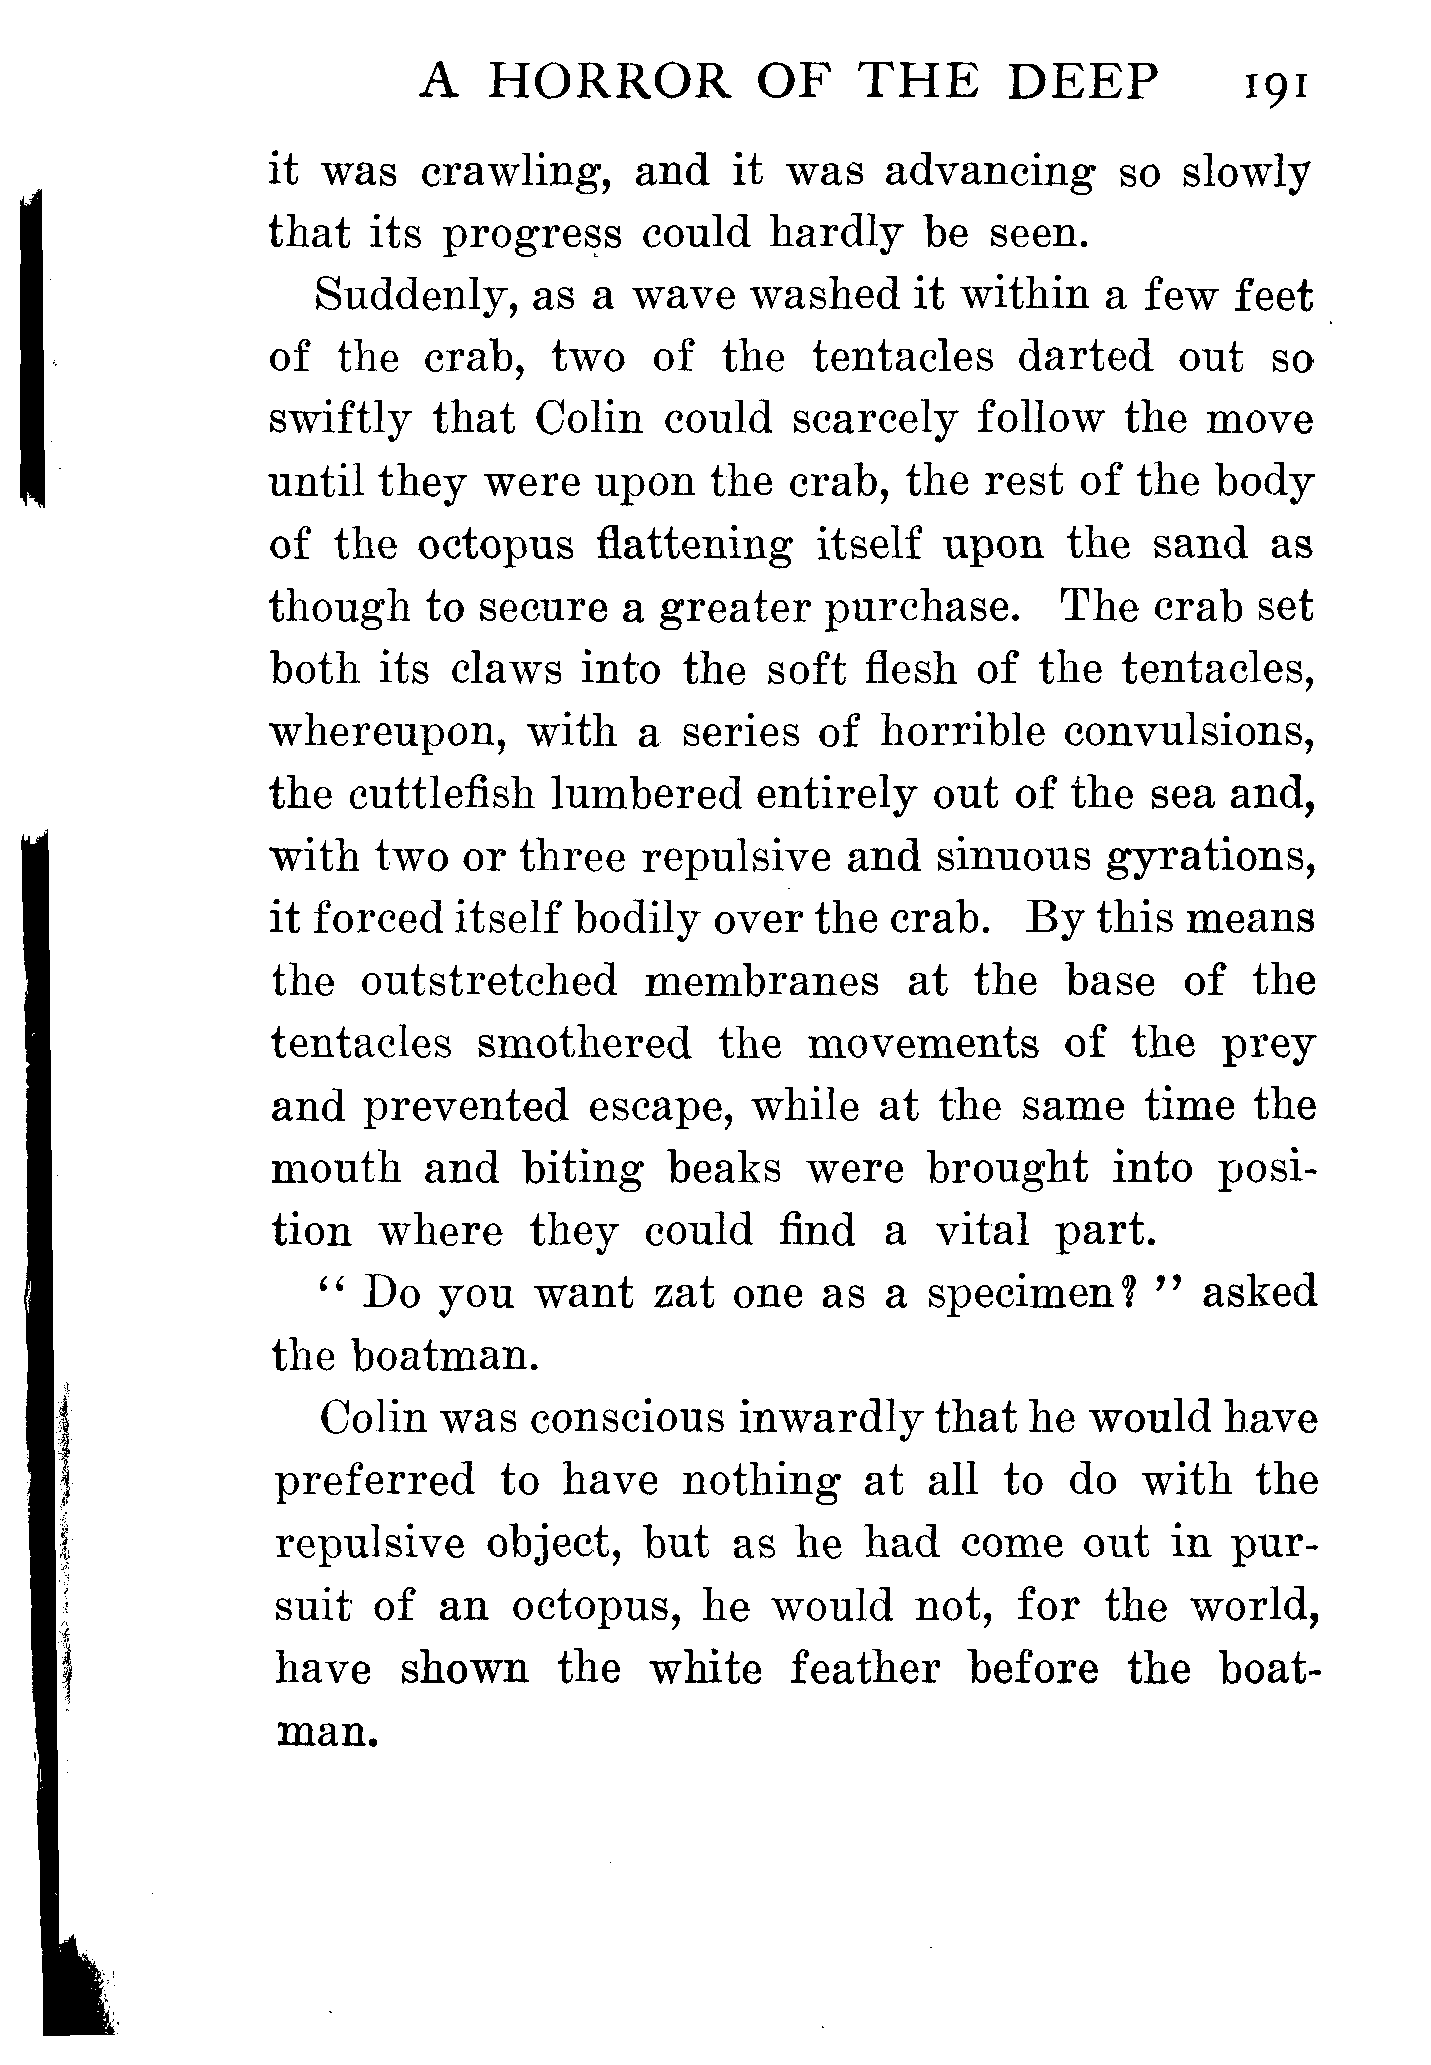 A HORROR OF THE DEEP 191
it was crawling, and it was advancing so slowly
that its progress could hardly be seen.
Suddenly, as a wave washed it within a few feet
of the crab, two of the tentacles darted out so
swiftly that Colin could scarcely follow the move
until they were upon the crab, the rest of the body
of the octopus flattening itself upon the sand as
though to secure a greater purchase. The crab set
both its claws into the soft flesh of the tentacles,
whereupon, with a series of horrible convulsions,
the cuttlefish lumbered entirely out of the sea and,
with two or three repulsive and sinuous gyrations,
it forced itself bodily over the crab. By this means
the outstretched membranes at the base of the
tentacles smothered the movements of the prey
and prevented escape, while at the same time the
mouth and biting beaks were brought into posi-
tion where they could find a vital part.
“ Do you want zat one as a specimen? ” asked
the boatman.
Colin was conscious inwardly that he would have
preferred to have nothing at all to do with the
repulsive object, but as he had come out in pur-
suit of an octopus, he would not, for the world,
have shown the white feather before the boat-
man.